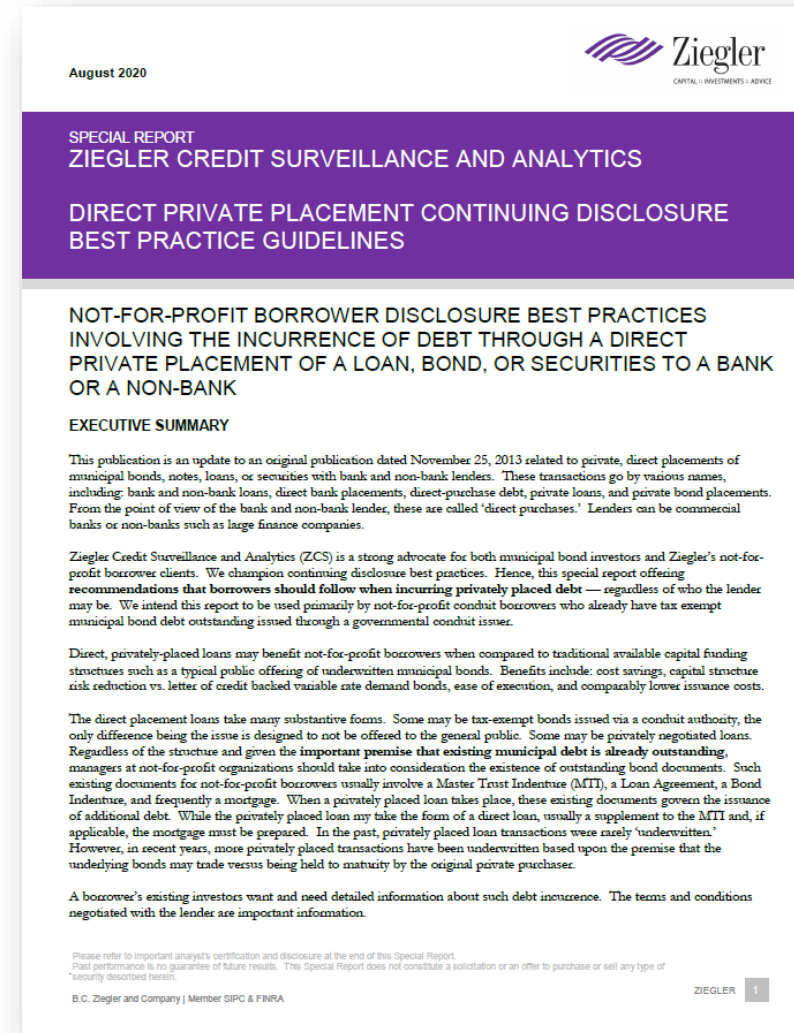 August 2020
Ziegler
CAPITAL :: INVESTMENTS :: ADVICE
SPECIAL REPORT
ZIEGLER CREDIT SURVEILLANCE AND ANALYTICS
DIRECT PRIVATE PLACEMENT CONTINUING DISCLOSURE
BEST PRACTICE GUIDELINES
NOT-FOR-PROFIT BORROWER DISCLOSURE BEST PRACTICES
INVOLVING THE INCURRENCE OF DEBT THROUGH A DIRECT
PRIVATE PLACEMENT OF A LOAN, BOND, OR SECURITIES TO A BANK
OR A NON-BANK
EXECUTIVE SUMMARY
This publication is an update to an original publication dated November 25, 2013 related to private, direct placements of
municipal bonds, notes, loans, or securities with bank and non-bank lenders. These transactions go by various names,
including: bank and non-bank loans, direct bank placements, direct-purchase debt, private loans, and private bond placements.
From the point of view of the bank and non-bank lender, these are called 'direct purchases.' Lenders can be commercial
banks or non-banks such as large finance companies.
Ziegler Credit Surveillance and Analytics (ZCS) is a strong advocate for both municipal bond investors and Ziegler's not-for-
profit borrower clients. We champion continuing disclosure best practices. Hence, this special report offering
recommendations that borrowers should follow when incurring privately placed debt — regardless of who the lender
may be. We intend this report to be used primarily by not-for-profit conduit borrowers who already have tax exempt
municipal bond debt outstanding issued through a governmental conduit issuer.
Direct, privately-placed loans may benefit not-for-profit borrowers when compared to traditional available capital funding
structures such as a typical public offering of underwritten municipal bonds. Benefits include: cost savings, capital structure
risk reduction vs. letter of credit backed variable rate demand bonds, ease of execution, and comparably lower issuance costs.
The direct placement loans take many substantive forms. Some may be tax-exempt bonds issued via a conduit authority, the
only difference being the issue is designed to not be offered to the general public. Some may be privately negotiated loans.
Regardless of the structure and given the important premise that existing municipal debt is already outstanding,
managers at not-for-profit organizations should take into consideration the existence of outstanding bond documents. Such
existing documents for not-for-profit borrowers usually involve a Master Trust Indenture (MTI), a Loan Agreement, a Bond
Indenture, and frequently a mortgage. When a privately placed loan takes place, these existing documents govern the issuance
of additional debt. While the privately placed loan my take the form of a direct loan, usually a supplement to the MTI and, if
applicable, the mortgage must be prepared. In the past, privately placed loan transactions were rarely 'underwritten.'
However, in recent years, more privately placed transactions have been underwritten based upon the premise that the
underlying bonds may trade versus being held to maturity by the original private purchaser.
A borrower's existing investors want and need detailed information about such debt incurrence. The terms and conditions
negotiated with the lender are important information.
Please refer to important analyst's certification and disclosure at the end of this Special Report.
Past performance is no guarantee of future results. This Special Report does not constitute a solicitation or an offer to purchase or sell any type of
security described herein.
B.C. Ziegler and Company | Member SIPC & FINRA
ZIEGLER 1